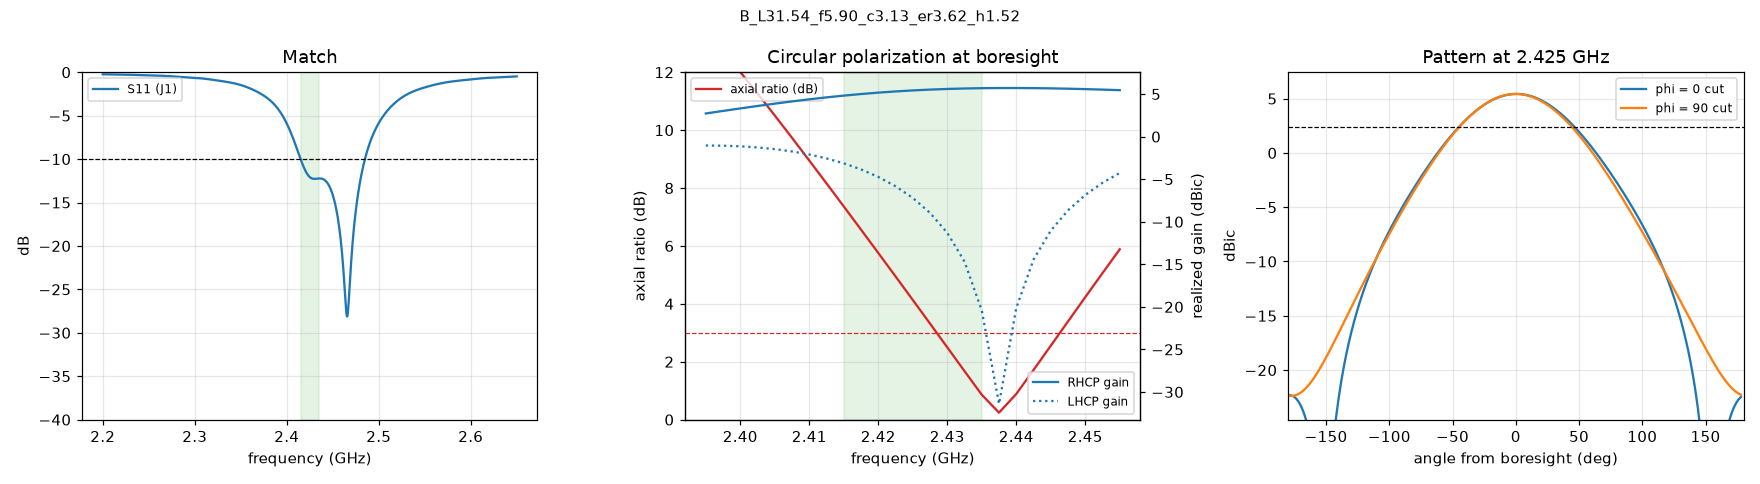 B_L31.54_f5.90_c3.13_er3.62_h1.52
Match
S11 (J1)
0
−5
−10
−15
−20
−25
−30
−35
−40
dB
2.2
2.3
2.4
2.5
2.6
frequency (GHz)
Circular polarization at boresight
axial ratio (dB)
12
10
8
6
4
2
0
axial ratio (dB)
2.40
2.41
2.42
2.43
2.44
2.45
frequency (GHz)
5
0
−5
−10
−15
−20
−25
−30
realized gain (dBic)
RHCP gain
LHCP gain
Pattern at 2.425 GHz
phi = 0 cut
phi = 90 cut
5
0
−5
−10
−15
−20
dBic
−150
−100
−50
0
50
100
150
angle from boresight (deg)